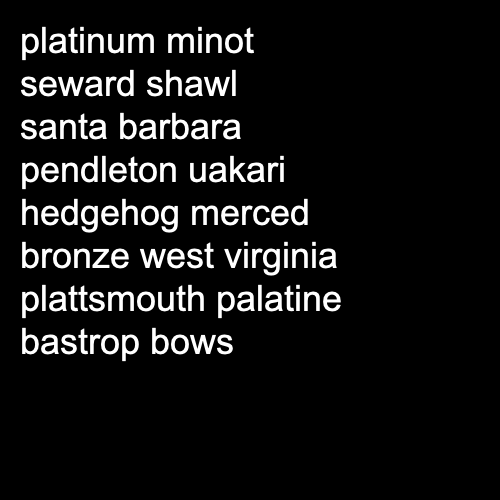 platinum minot
seward shawl
santa barbara
pendleton uakari
hedgehog merced
bronze west virginia
plattsmouth palatine
bastrop bows